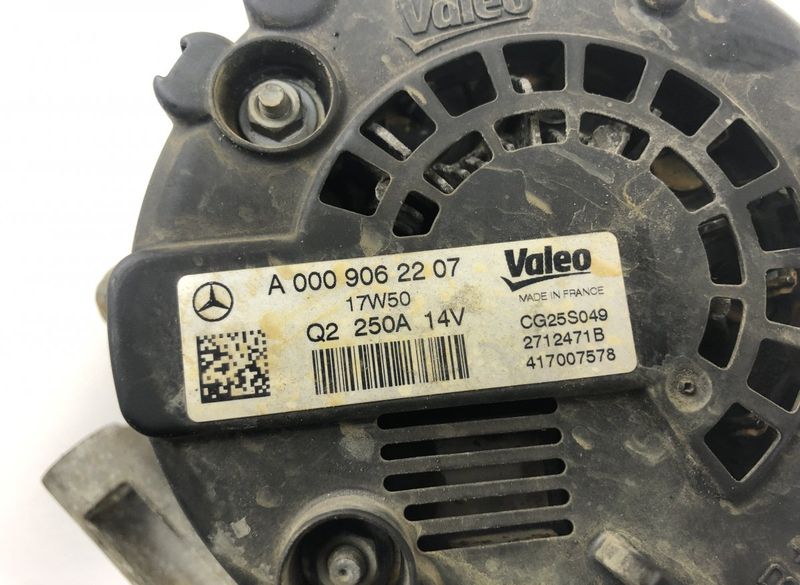 Valeo
A 000 906 22 07
17W50
Q2 250A 14V
Valeo
MADE IN FRANCE
CG25S049
2712471B
417007578